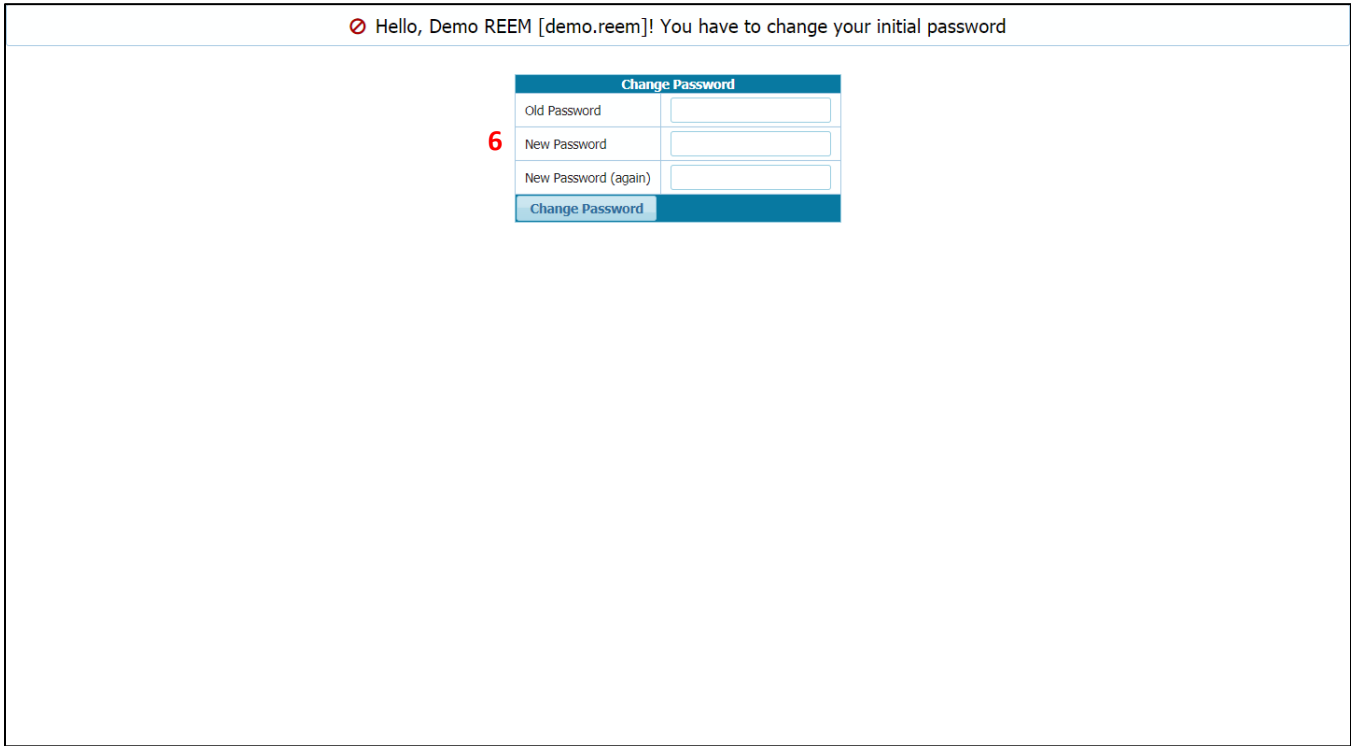 Hello, Demo REEM [demo.reem]! You have to change your initial password
Change Password
Old Password
6
New Password
New Password (again)
Change Password